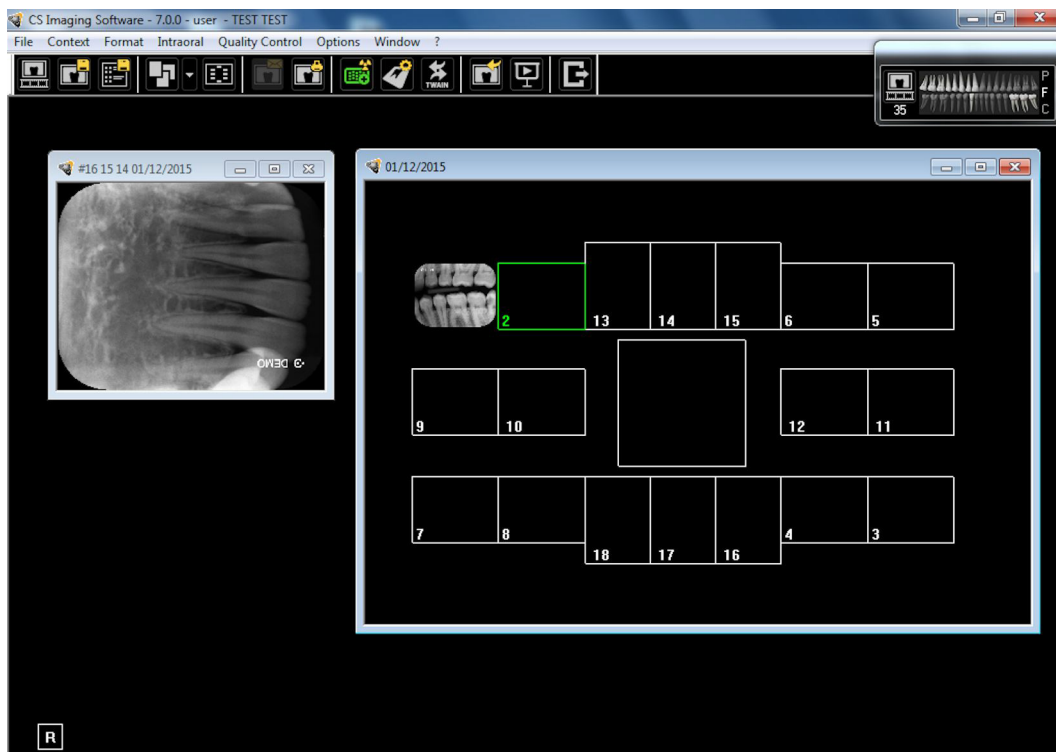 CS Imaging Software - 7.0.0 - user - TEST TEST
File Context Format Intraoral Quality Control Options Window ?
TWAIN
35
P
F
C
#16 15 14 01/12/2015
DEMO
01/12/2015
2 13 14 15 6 5
9 10 12 11
7 8 18 17 16 4 3
R